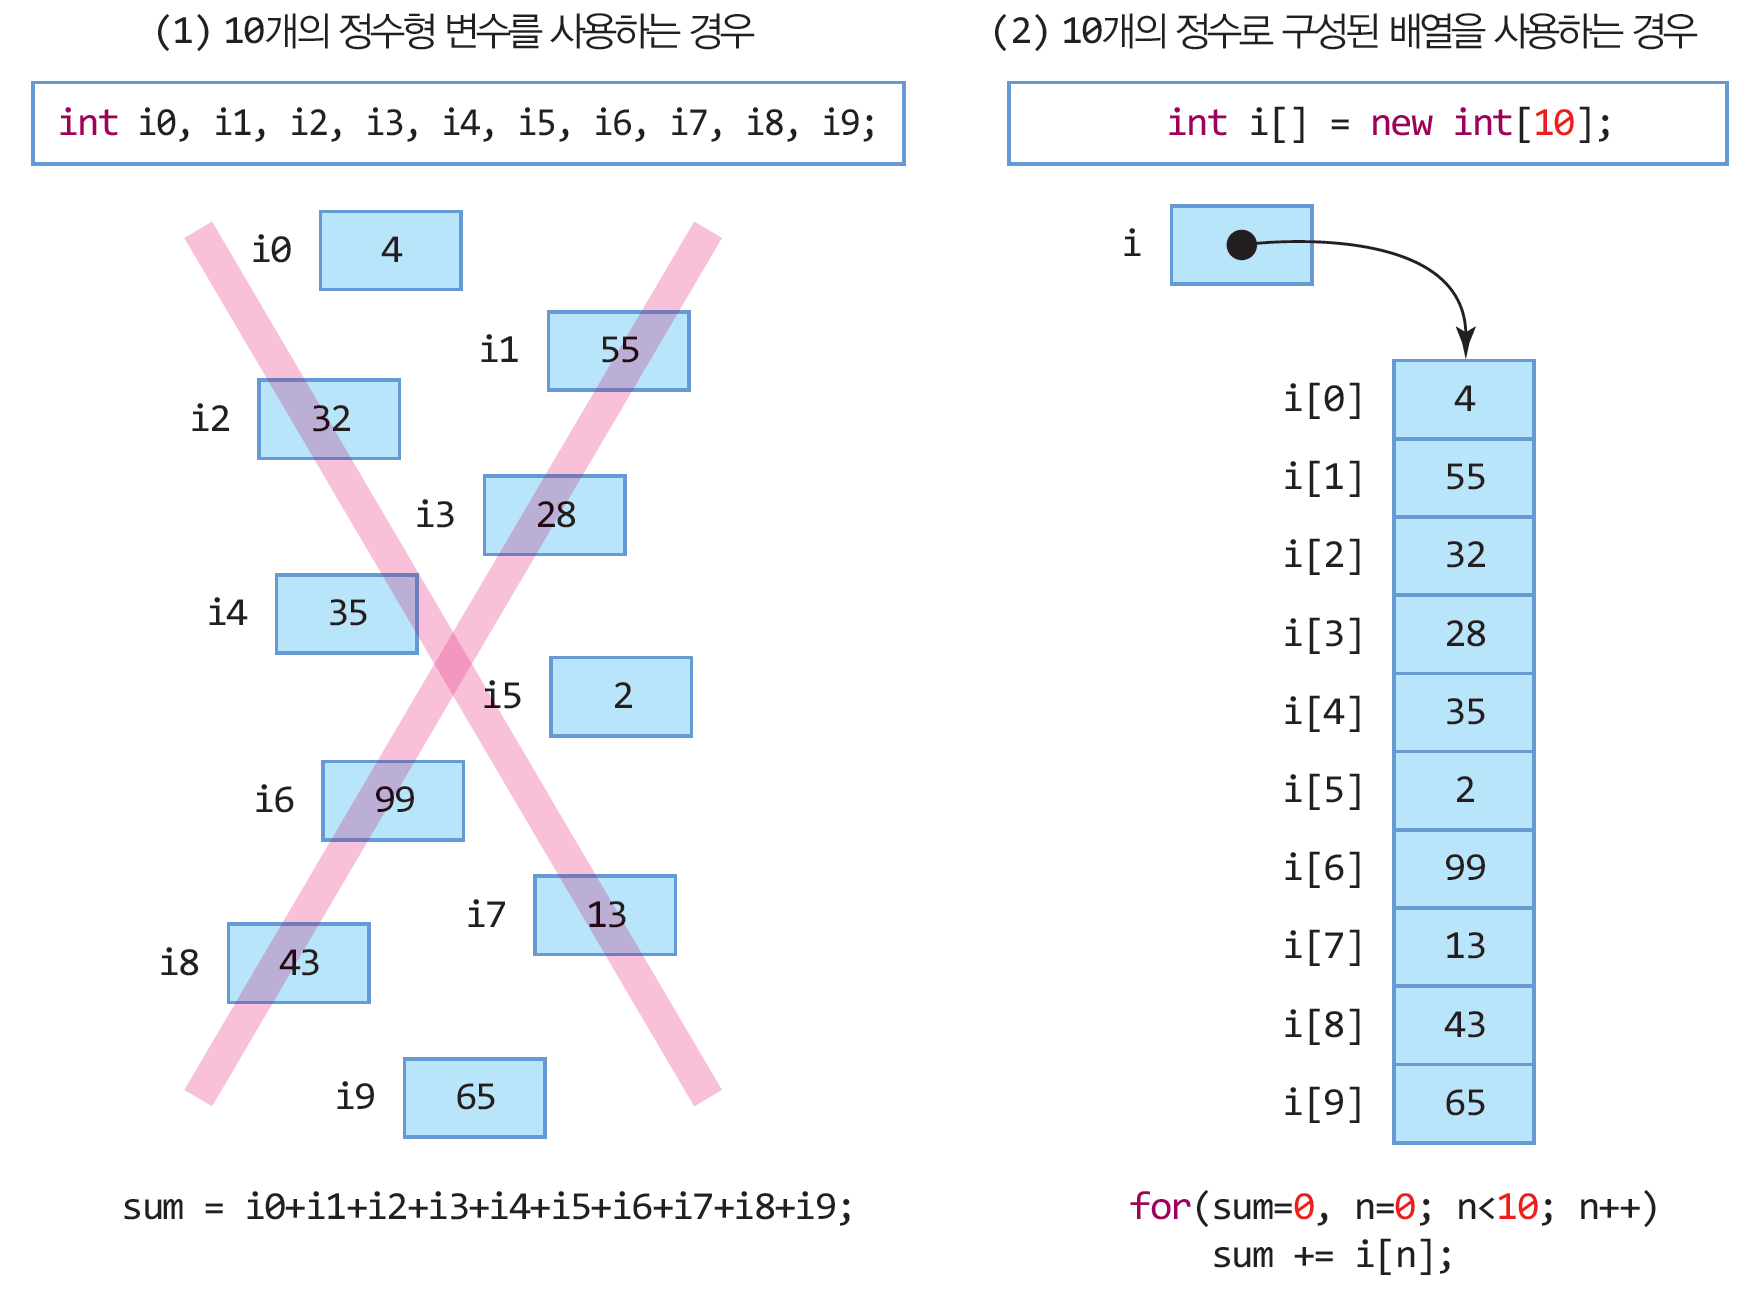 (1) 10개의 정수형 변수를 사용하는 경우
int i0, i1, i2, i3, i4, i5, i6, i7, i8, i9;
i0 4
i1 55
i2 32
i3 28
i4 35
i5 2
i6 99
i7 13
i8 43
i9 65
sum = i0+i1+i2+i3+i4+i5+i6+i7+i8+i9;
(2) 10개의 정수로 구성된 배열을 사용하는 경우
int i[] = new int[10];
i
i[0] 4
i[1] 55
i[2] 32
i[3] 28
i[4] 35
i[5] 2
i[6] 99
i[7] 13
i[8] 43
i[9] 65
for(sum=0, n=0; n<10; n++)
sum += i[n];